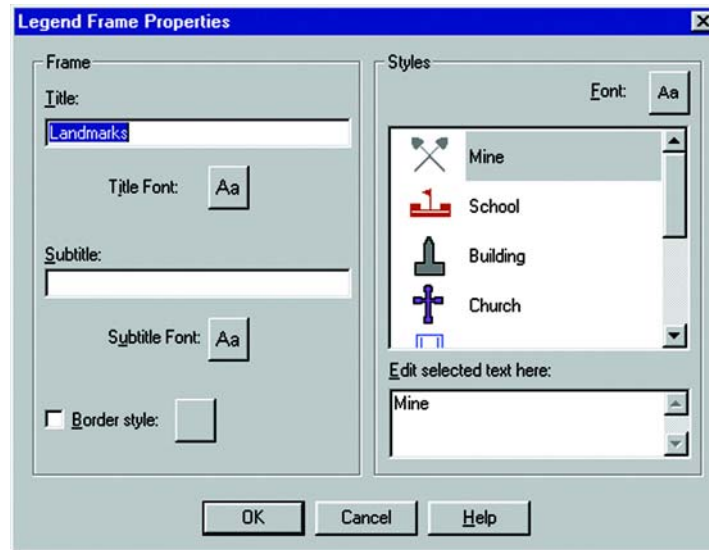 Legend Frame Properties
Frame
Title:
Landmarks
Title Font: Aa
Subtitle:
Subtitle Font: Aa
Border style:
Styles
Font: Aa
Mine
School
Building
Church
Edit selected text here:
Mine
OK Cancel Help